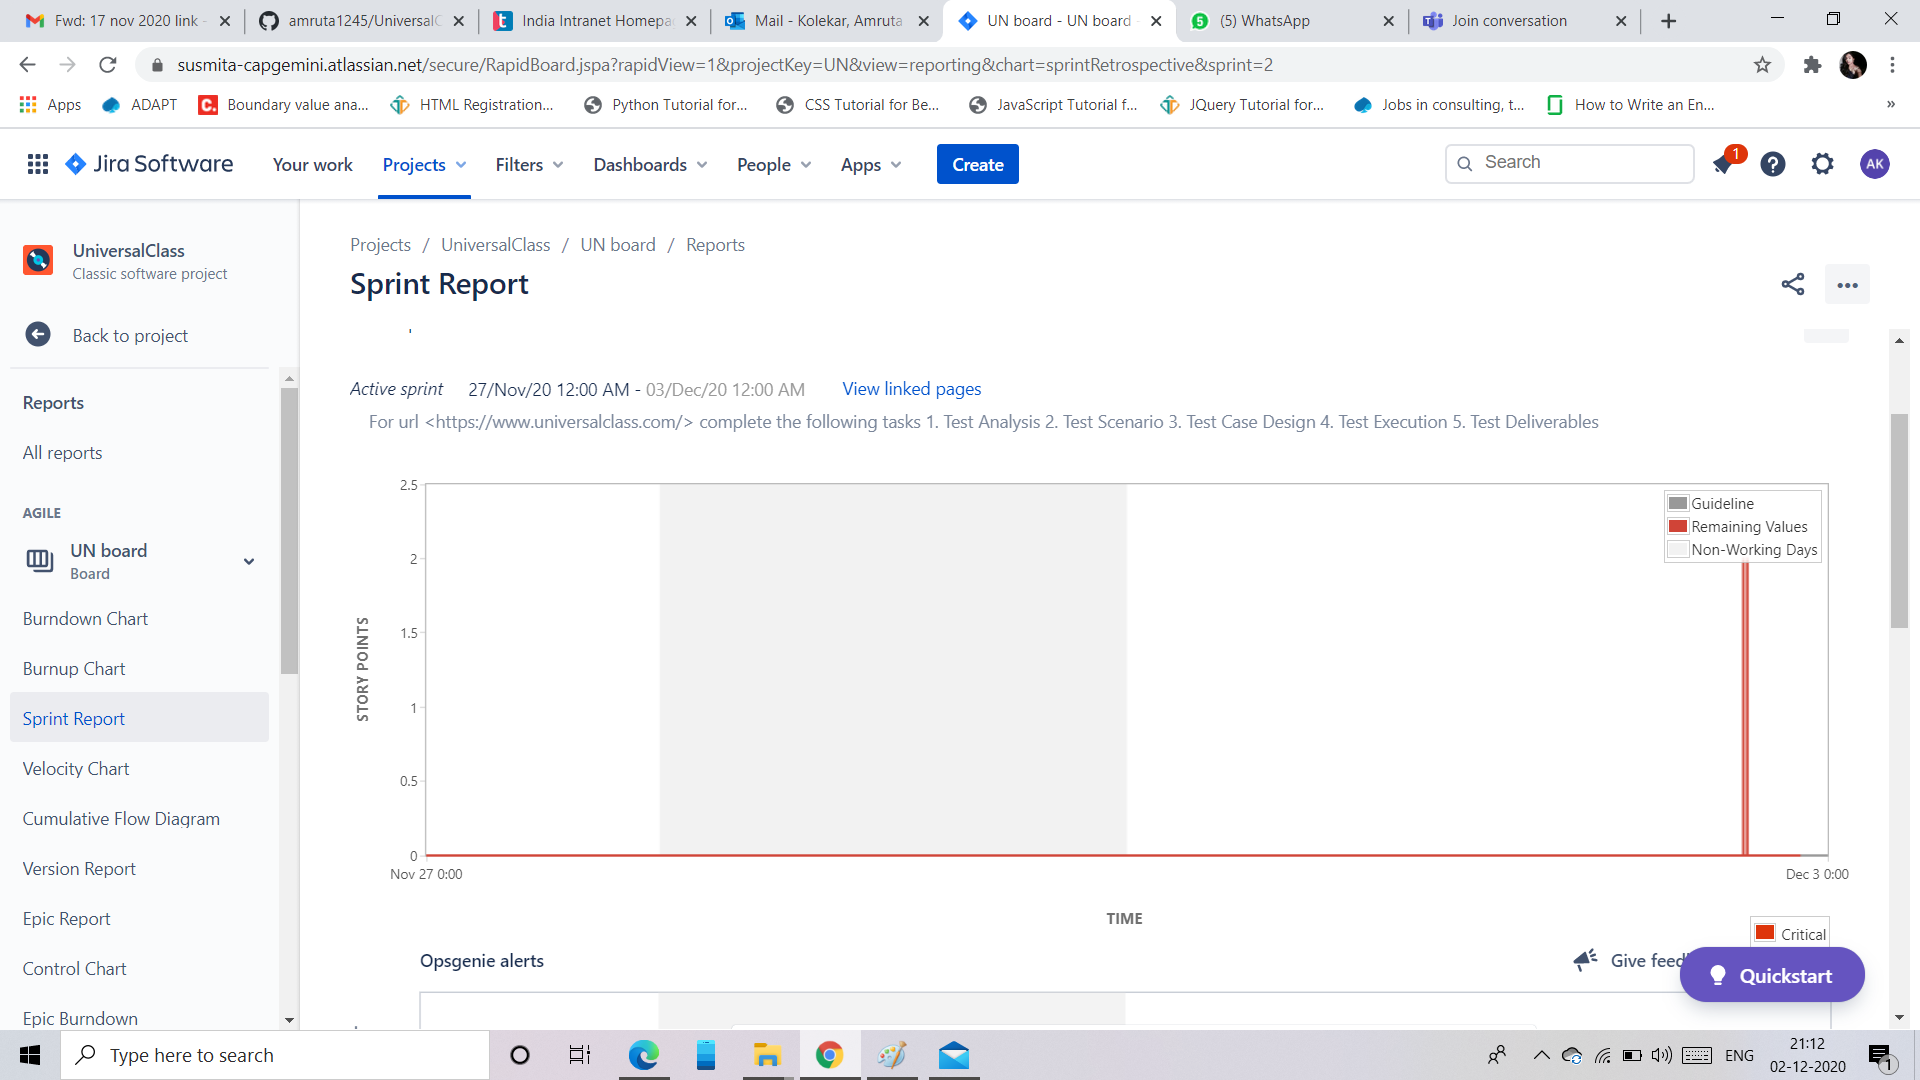 Fwd: 17 nov 2020 link -
amruta1245/UniversalC
India Intranet Homepa
Mail - Kolekar, Amruta
UN board - UN board -
(5) WhatsApp
Join conversation
susmita-capgemini.atlassian.net/secure/RapidBoard.jspa?rapidView=1&projectKey=UN&view=reporting&chart=sprintRetrospective&sprint=2
Apps
ADAPT
Boundary value ana...
HTML Registration...
Python Tutorial for...
CSS Tutorial for Be...
JavaScript Tutorial f...
JQuery Tutorial for...
Jobs in consulting, t...
How to Write an En...
»
Jira Software
Your work
Projects
Filters
Dashboards
People
Apps
Create
Search
1
AK
UniversalClass
Classic software project
Back to project
Reports
All reports
AGILE
UN board
Board
Burndown Chart
Burnup Chart
Sprint Report
Velocity Chart
Cumulative Flow Diagram
Version Report
Epic Report
Control Chart
Epic Burndown
Projects / UniversalClass / UN board / Reports
Sprint Report
Active sprint 27/Nov/20 12:00 AM - 03/Dec/20 12:00 AM View linked pages
For url <https://www.universalclass.com/> complete the following tasks 1. Test Analysis 2. Test Scenario 3. Test Case Design 4. Test Execution 5. Test Deliverables
2.5
2
1.5
1
0.5
0
STORY POINTS
Guideline
Remaining Values
Non-Working Days
Nov 27 0:00
Dec 3 0:00
TIME
Critical
Opsgenie alerts
Give feed
Quickstart
Type here to search
ENG
21:12
02-12-2020
1